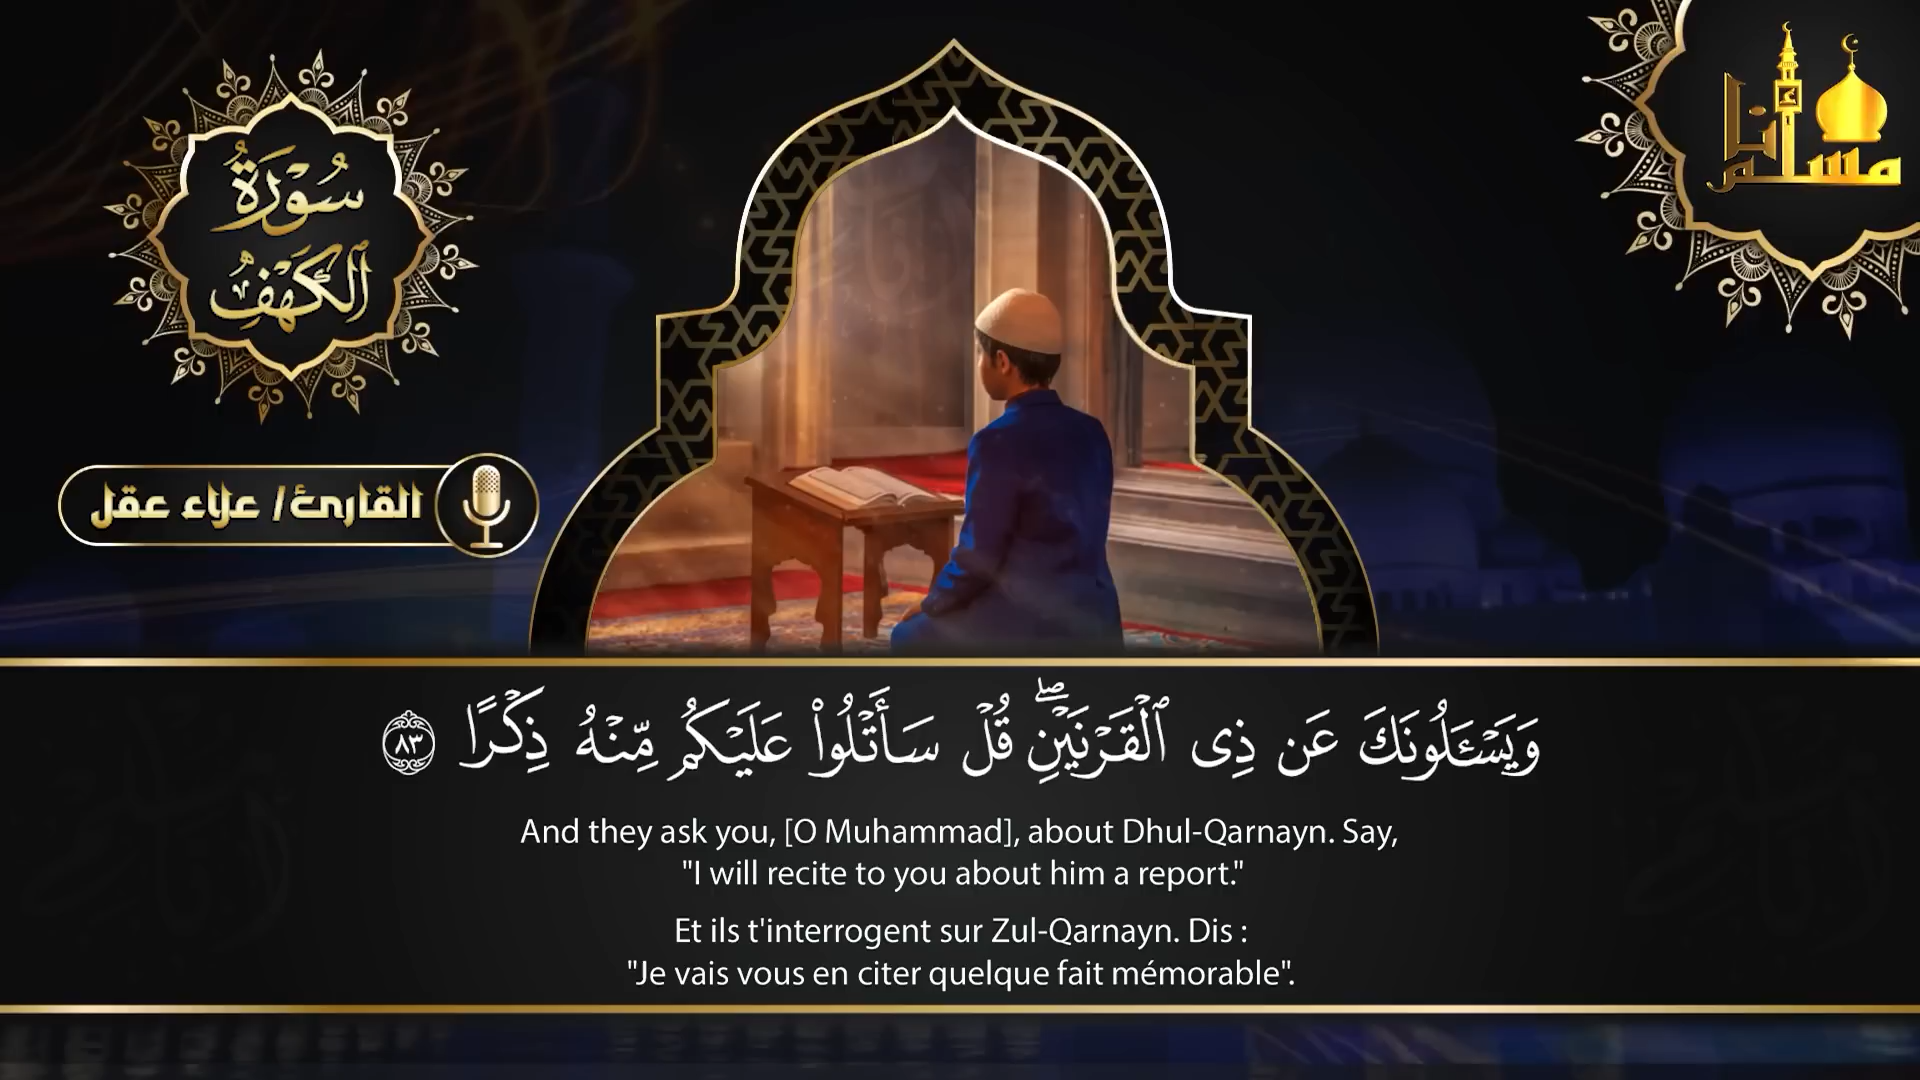 سُورَةُ
الكَهْفِ
أنا
مسلم
القارئ/ علاء عقل
وَيَسْـَٔلُونَكَ عَن ذِى ٱلْقَرْنَيْنِ ۖ قُلْ سَأَتْلُوا۟ عَلَيْكُم مِّنْهُ ذِكْرًا ٨٣
And they ask you, [O Muhammad], about Dhul-Qarnayn. Say,
"I will recite to you about him a report."
Et ils t'interrogent sur Zul-Qarnayn. Dis :
"Je vais vous en citer quelque fait mémorable".